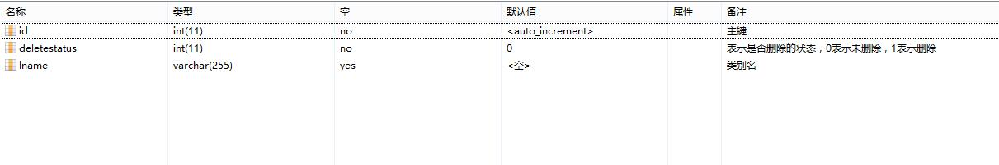 名称 类型 空 默认值 属性 备注
id int(11) no <auto_increment> 主键
deletestatus int(11) no 0 表示是否删除的状态，0表示未删除，1表示删除
lname varchar(255) yes <空> 类别名